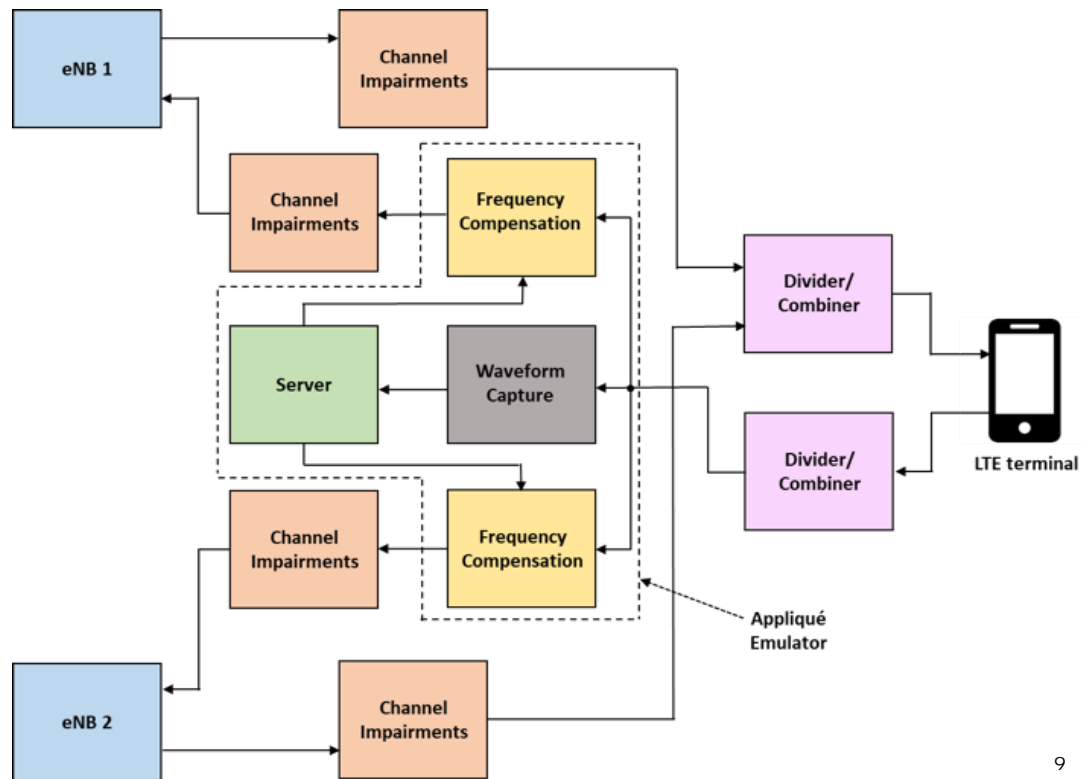 eNB 1
Channel
Impairments
Channel
Impairments
Frequency
Compensation
Divider/
Combiner
Server
Waveform
Capture
Divider/
Combiner
LTE terminal
Channel
Impairments
Frequency
Compensation
Appliqué
Emulator
eNB 2
Channel
Impairments
9